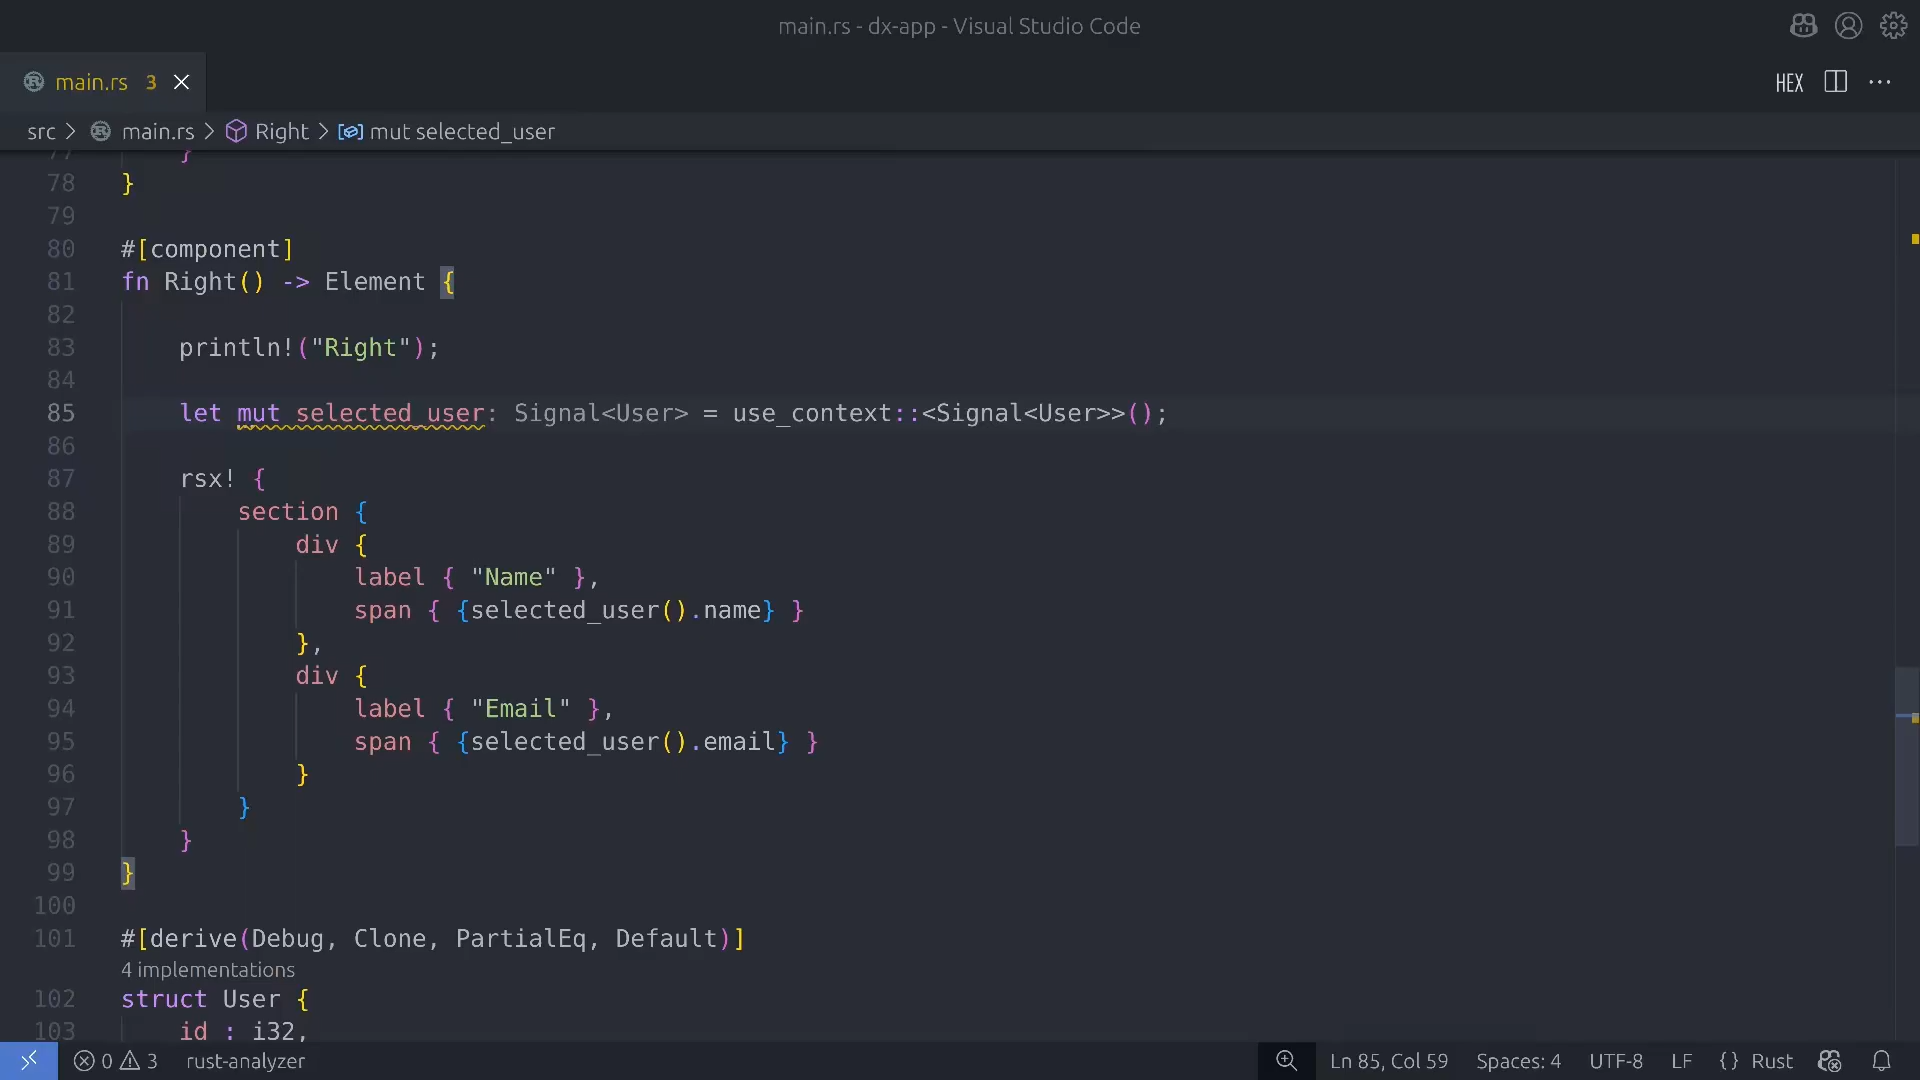 main.rs - dx-app - Visual Studio Code
main.rs 3
HEX
src > main.rs > Right > mut selected_user
77 }
78 }
79
80 #[component]
81 fn Right() -> Element {
82
83 println!("Right");
84
85 let mut selected_user: Signal<User> = use_context::<Signal<User>>();
86
87 rsx! {
88 section {
89 div {
90 label { "Name" },
91 span { {selected_user().name} }
92 },
93 div {
94 label { "Email" },
95 span { {selected_user().email} }
96 }
97 }
98 }
99 }
100
101 #[derive(Debug, Clone, PartialEq, Default)]
4 implementations
102 struct User {
103 id : i32,
0 3 rust-analyzer Ln 85, Col 59 Spaces: 4 UTF-8 LF {} Rust